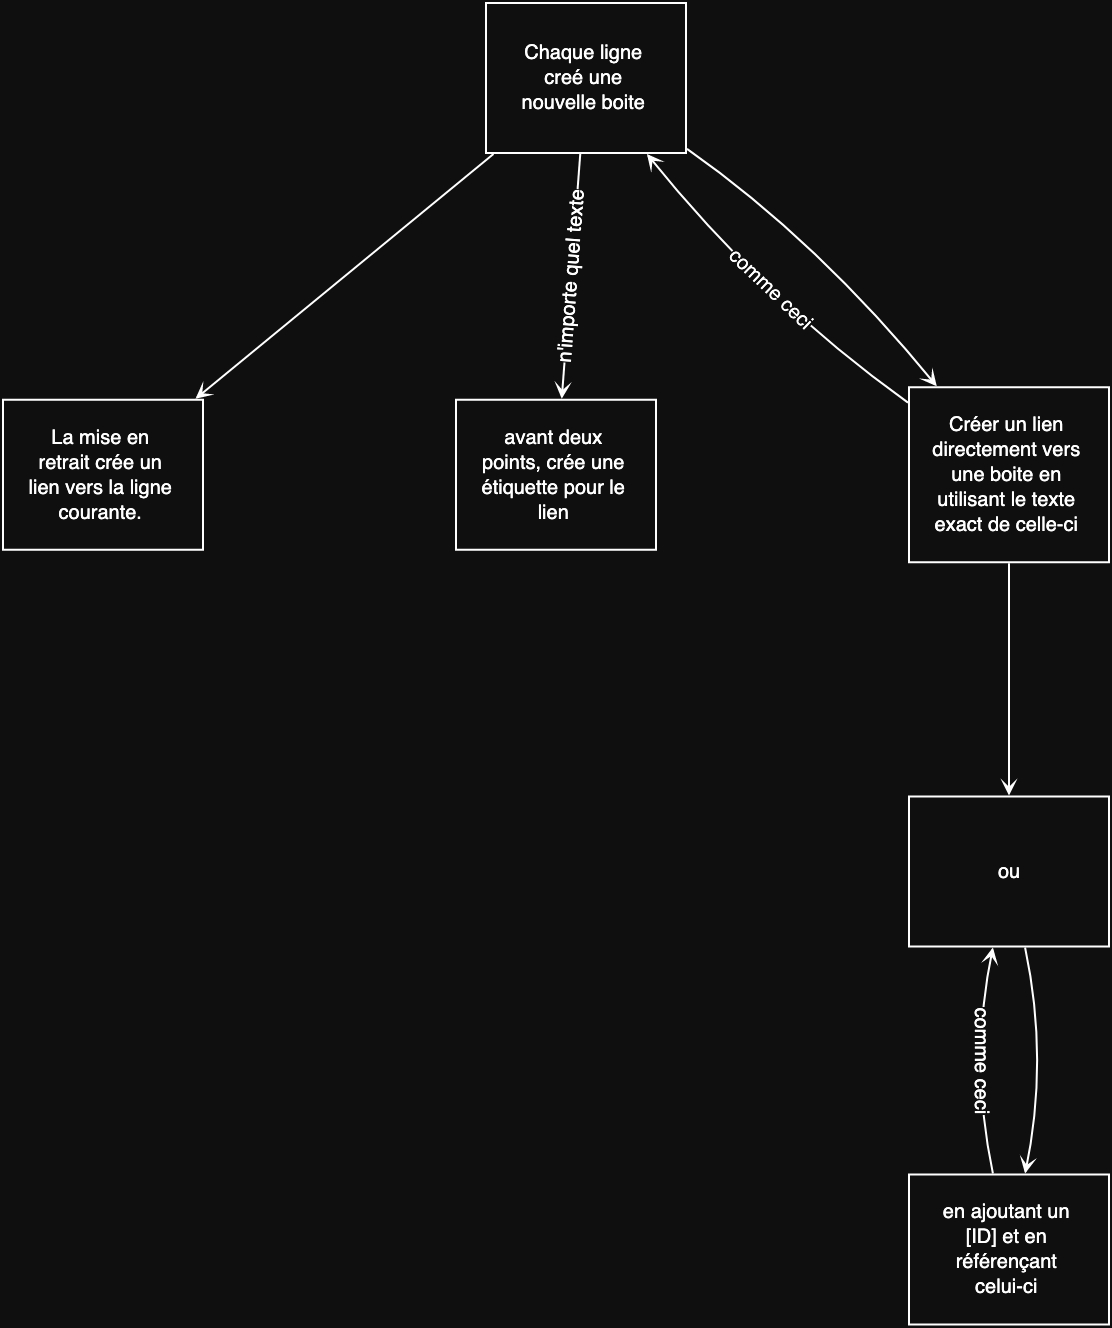 Chaque ligne
creé une
nouvelle boite
n'importe quel texte
comme ceci
La mise en
retrait crée un
lien vers la ligne
courante.
avant deux
points, crée une
étiquette pour le
lien
Créer un lien
directement vers
une boite en
utilisant le texte
exact de celle-ci
ou
comme ceci
en ajoutant un
[ID] et en
référençant
celui-ci